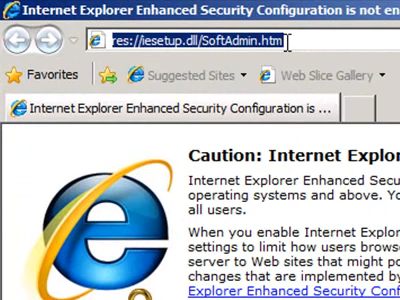 Internet Explorer Enhanced Security Configuration is not en
res://iesetup.dll/SoftAdmin.htm
Favorites Suggested Sites Web Slice Gallery
Internet Explorer Enhanced Security Configuration is ...
Caution: Internet Explor
Internet Explorer Enhanced Secu
operating systems and above. Yo
all users.
When you enable Internet Explor
settings to limit how users brows
server to Web sites that might po
changes that are implemented by
Explorer Enhanced Security Conf